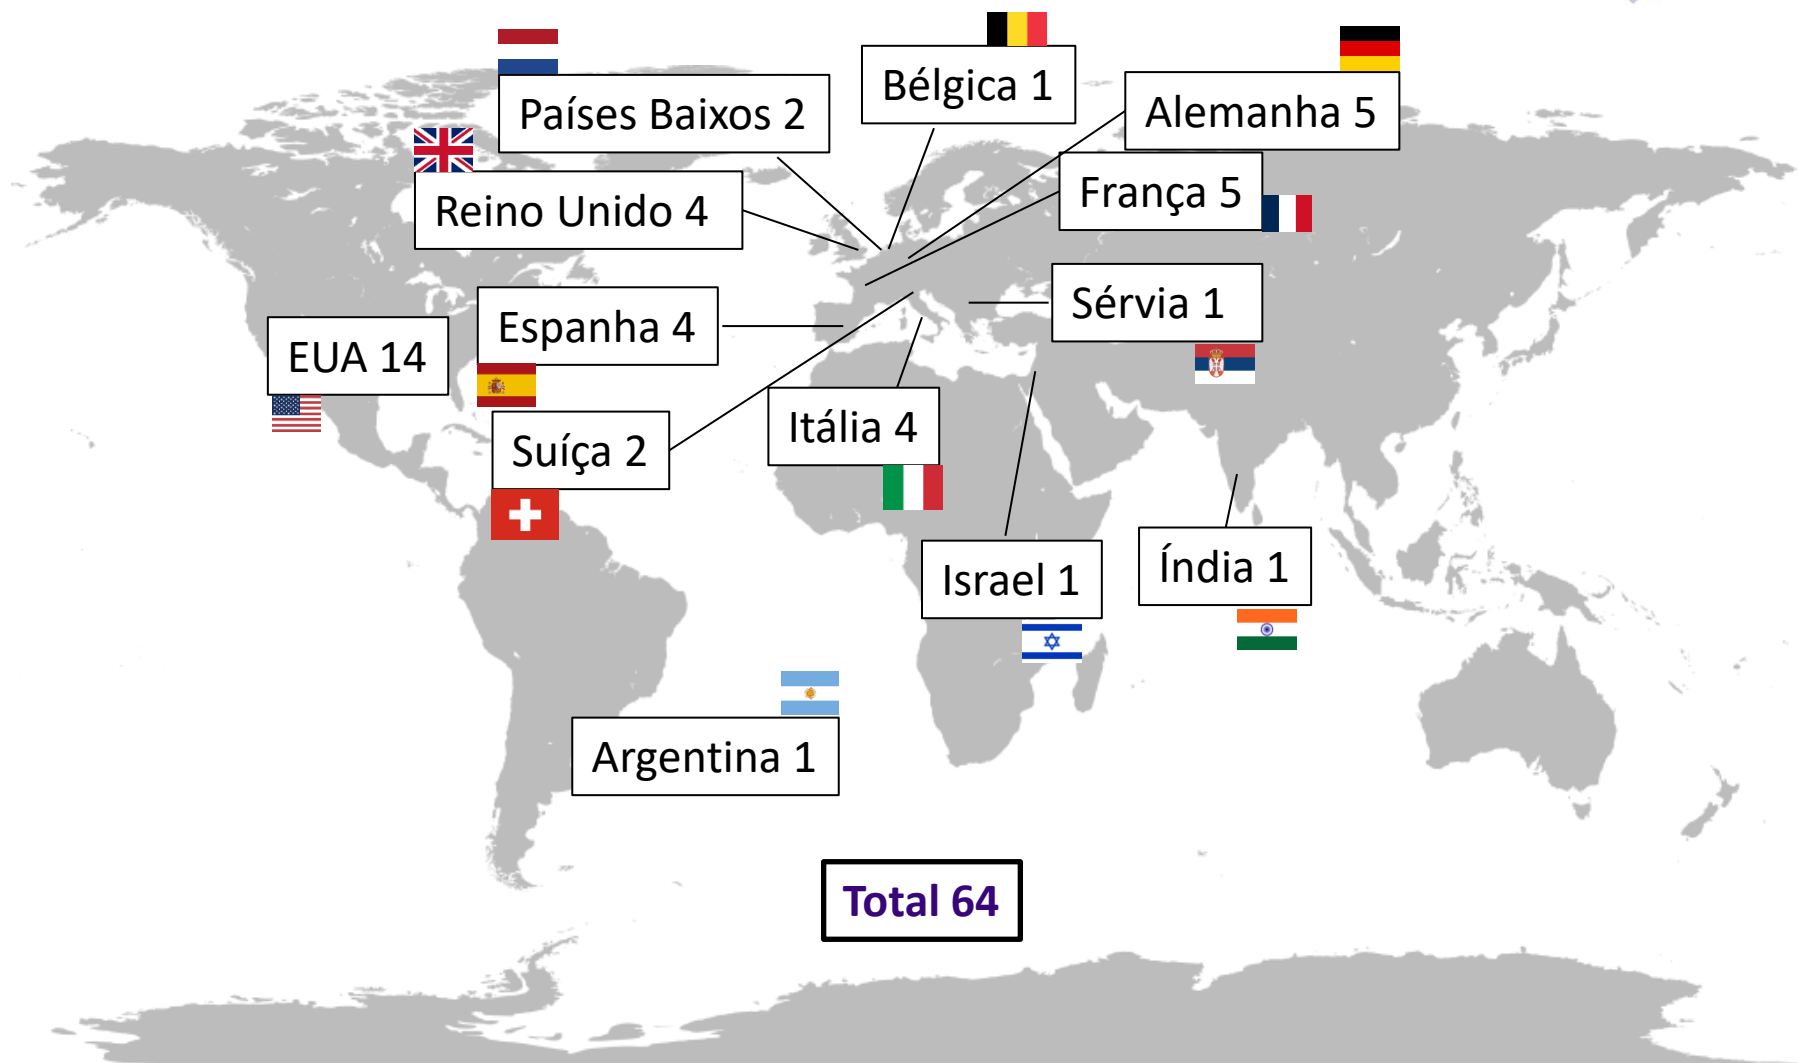 Bélgica 1
Países Baixos 2
Alemanha 5
Reino Unido 4
França 5
Espanha 4
Sérvia 1
EUA 14
Suíça 2
Itália 4
Israel 1
Índia 1
Argentina 1
Total 64